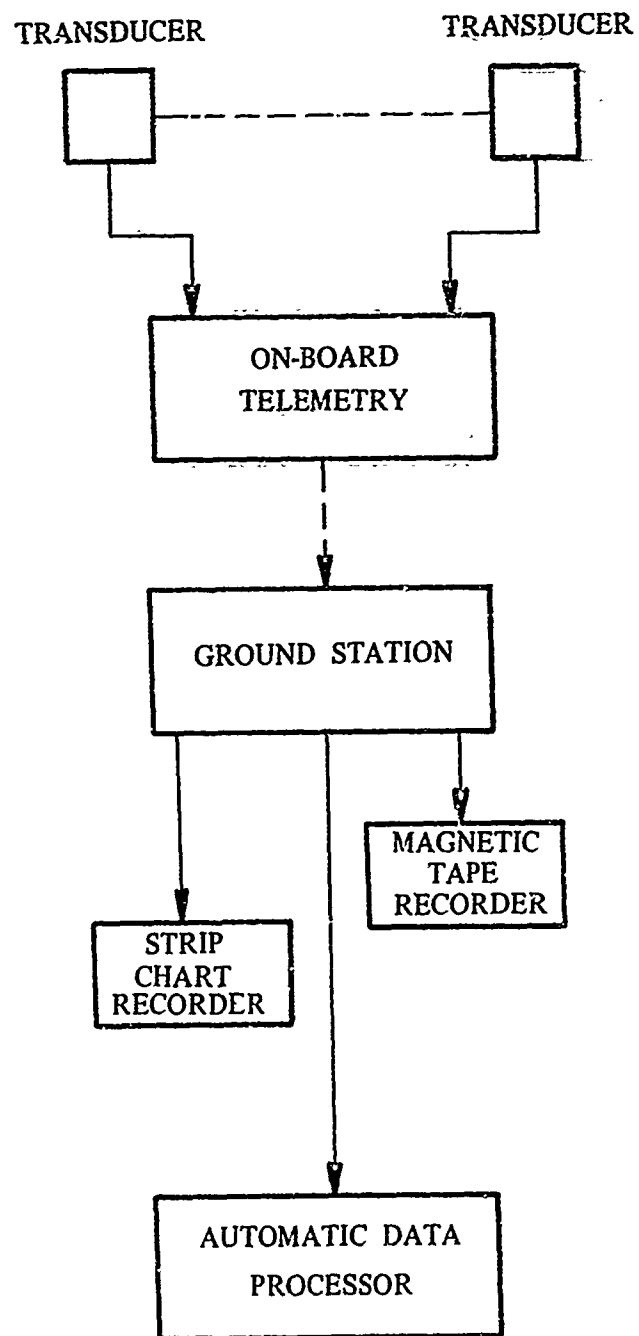 TRANSDUCER
TRANSDUCER
ON-BOARD
TELEMETRY
GROUND STATION
MAGNETIC
TAPE
RECORDER
STRIP
CHART
RECORDER
AUTOMATIC DATA
PROCESSOR